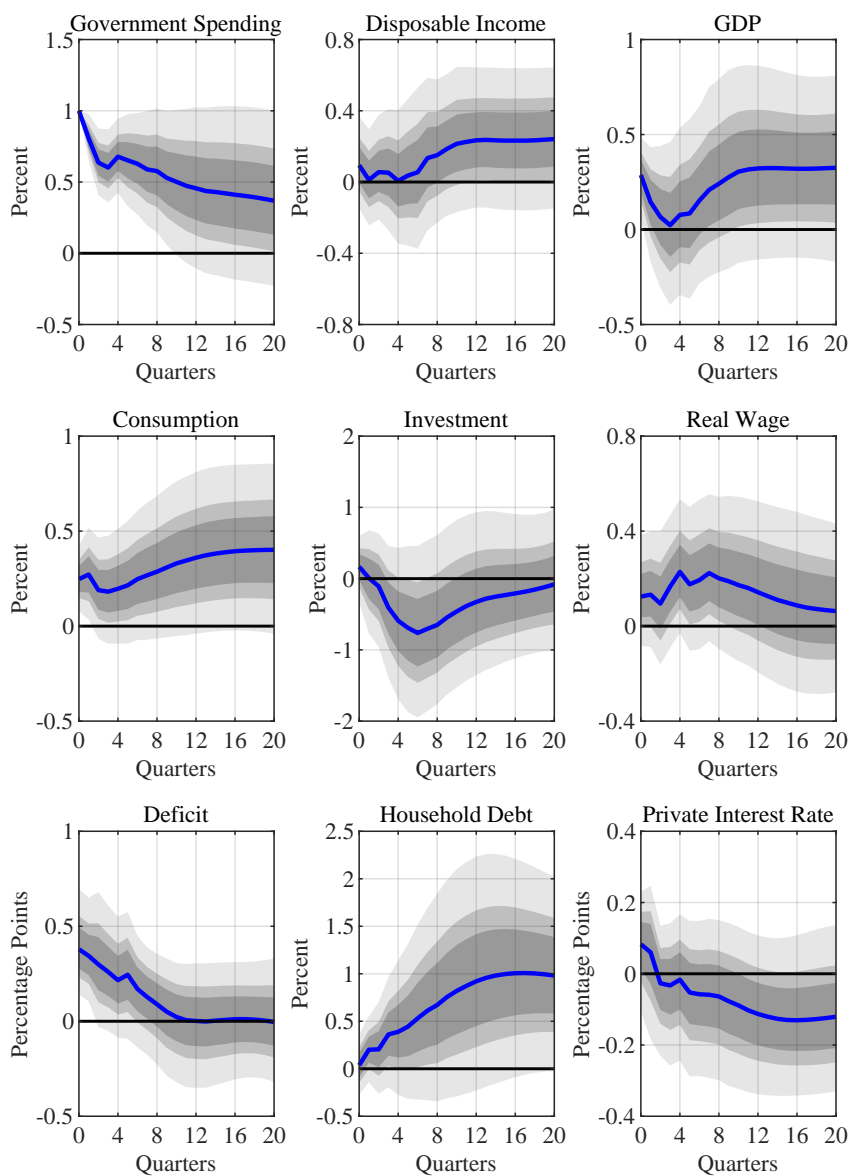 Government Spending
1.5
1
0.5
0
-0.5
Percent
0 4 8 12 16 20
Quarters
Disposable Income
0.8
0.4
0
-0.4
-0.8
Percent
0 4 8 12 16 20
Quarters
GDP
1
0.5
0
-0.5
Percent
0 4 8 12 16 20
Quarters
Consumption
1
0.5
0
-0.5
Percent
0 4 8 12 16 20
Quarters
Investment
2
1
0
-1
-2
Percent
0 4 8 12 16 20
Quarters
Real Wage
0.8
0.4
0
-0.4
Percent
0 4 8 12 16 20
Quarters
Deficit
1
0.5
0
-0.5
Percentage Points
0 4 8 12 16 20
Quarters
Household Debt
2.5
2
1.5
1
0.5
0
-0.5
Percent
0 4 8 12 16 20
Quarters
Private Interest Rate
0.4
0.2
0
-0.2
-0.4
Percentage Points
0 4 8 12 16 20
Quarters